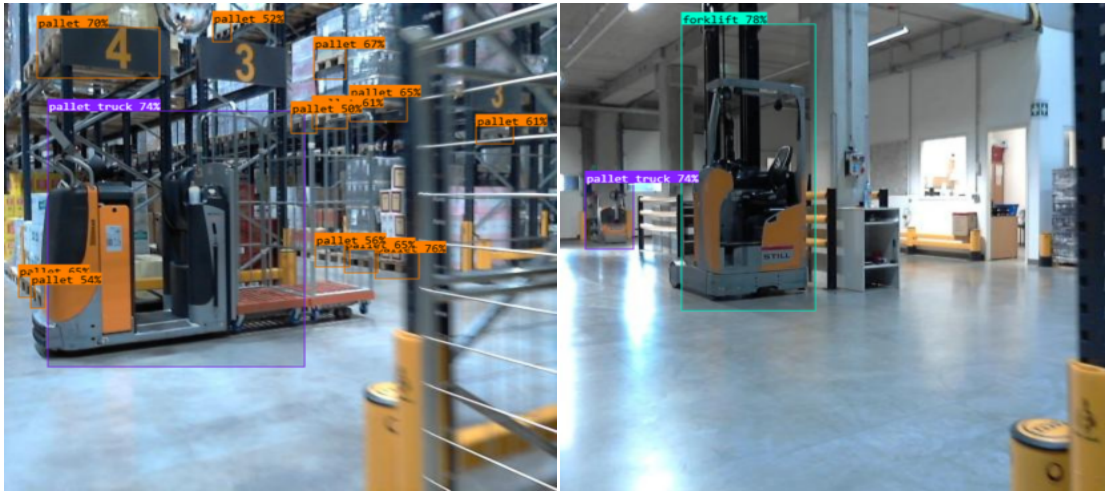 pallet 70%
pallet 52%
4
3
pallet 67%
pallet 65%
61%
pallet 50%
3
pallet 61%
pallet_truck 74%
pallet 56%
65%
76%
pallet 65%
pallet 54%
forklift 78%
pallet_truck 74%
STILL